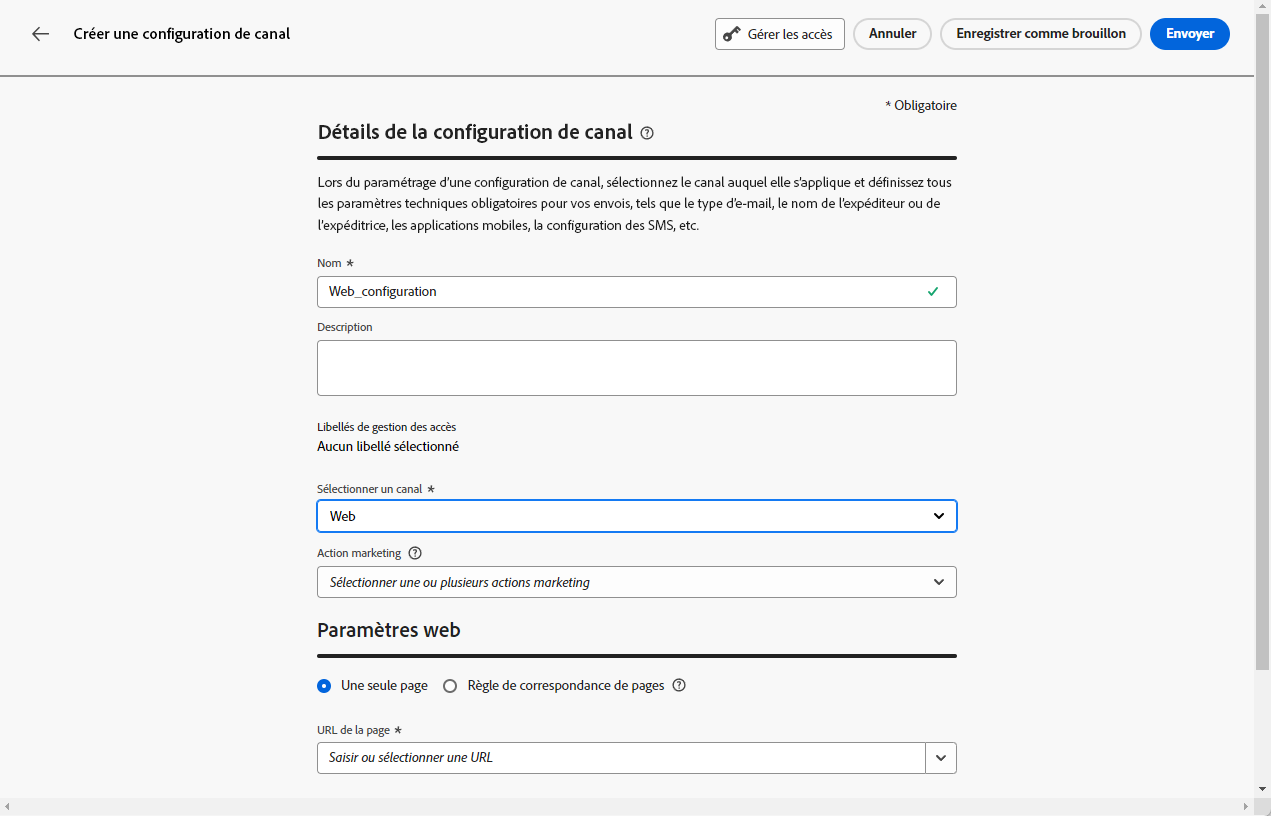 Créer une configuration de canal
Gérer les accès
Annuler
Enregistrer comme brouillon
Envoyer
* Obligatoire
Détails de la configuration de canal
Lors du paramétrage d'une configuration de canal, sélectionnez le canal auquel elle s'applique et définissez tous
les paramètres techniques obligatoires pour vos envois, tels que le type d'e-mail, le nom de l'expéditeur ou de
l'expéditrice, les applications mobiles, la configuration des SMS, etc.
Nom *
Web_configuration
Description
Libellés de gestion des accès
Aucun libellé sélectionné
Sélectionner un canal *
Web
Action marketing
Sélectionner une ou plusieurs actions marketing
Paramètres web
Une seule page
Règle de correspondance de pages
URL de la page *
Saisir ou sélectionner une URL